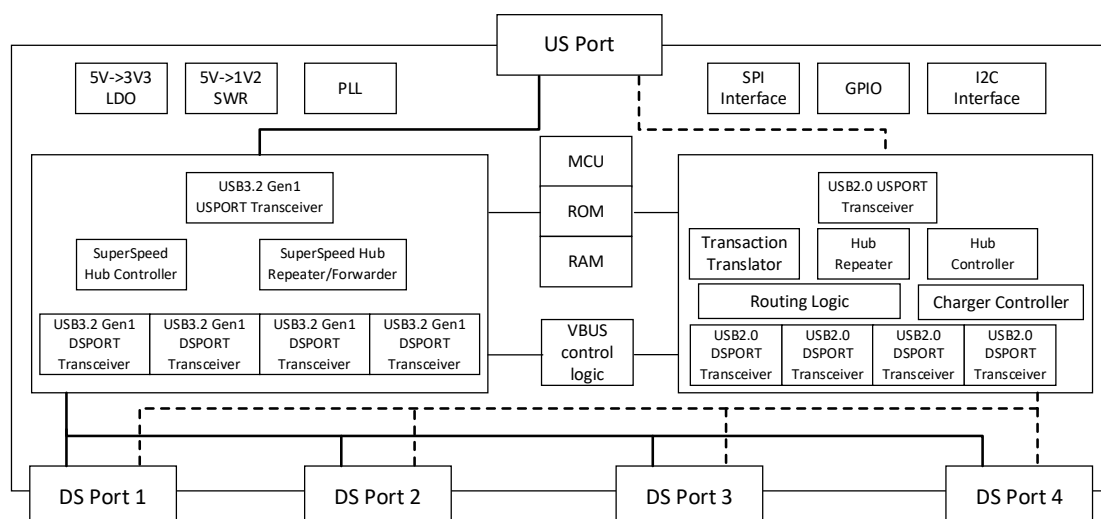 US Port
5V->3V3
LDO
5V->1V2
SWR
PLL
SPI
Interface
GPIO
I2C
Interface
MCU
ROM
RAM
USB3.2 Gen1
USPORT Transceiver
SuperSpeed
Hub Controller
SuperSpeed Hub
Repeater/Forwarder
USB3.2 Gen1
DSPORT
Transceiver
USB3.2 Gen1
DSPORT
Transceiver
USB3.2 Gen1
DSPORT
Transceiver
USB3.2 Gen1
DSPORT
Transceiver
VBUS
control
logic
USB2.0 USPORT
Transceiver
Transaction
Translator
Hub
Repeater
Hub
Controller
Routing Logic
Charger Controller
USB2.0
DSPORT
Transceiver
USB2.0
DSPORT
Transceiver
USB2.0
DSPORT
Transceiver
USB2.0
DSPORT
Transceiver
DS Port 1
DS Port 2
DS Port 3
DS Port 4